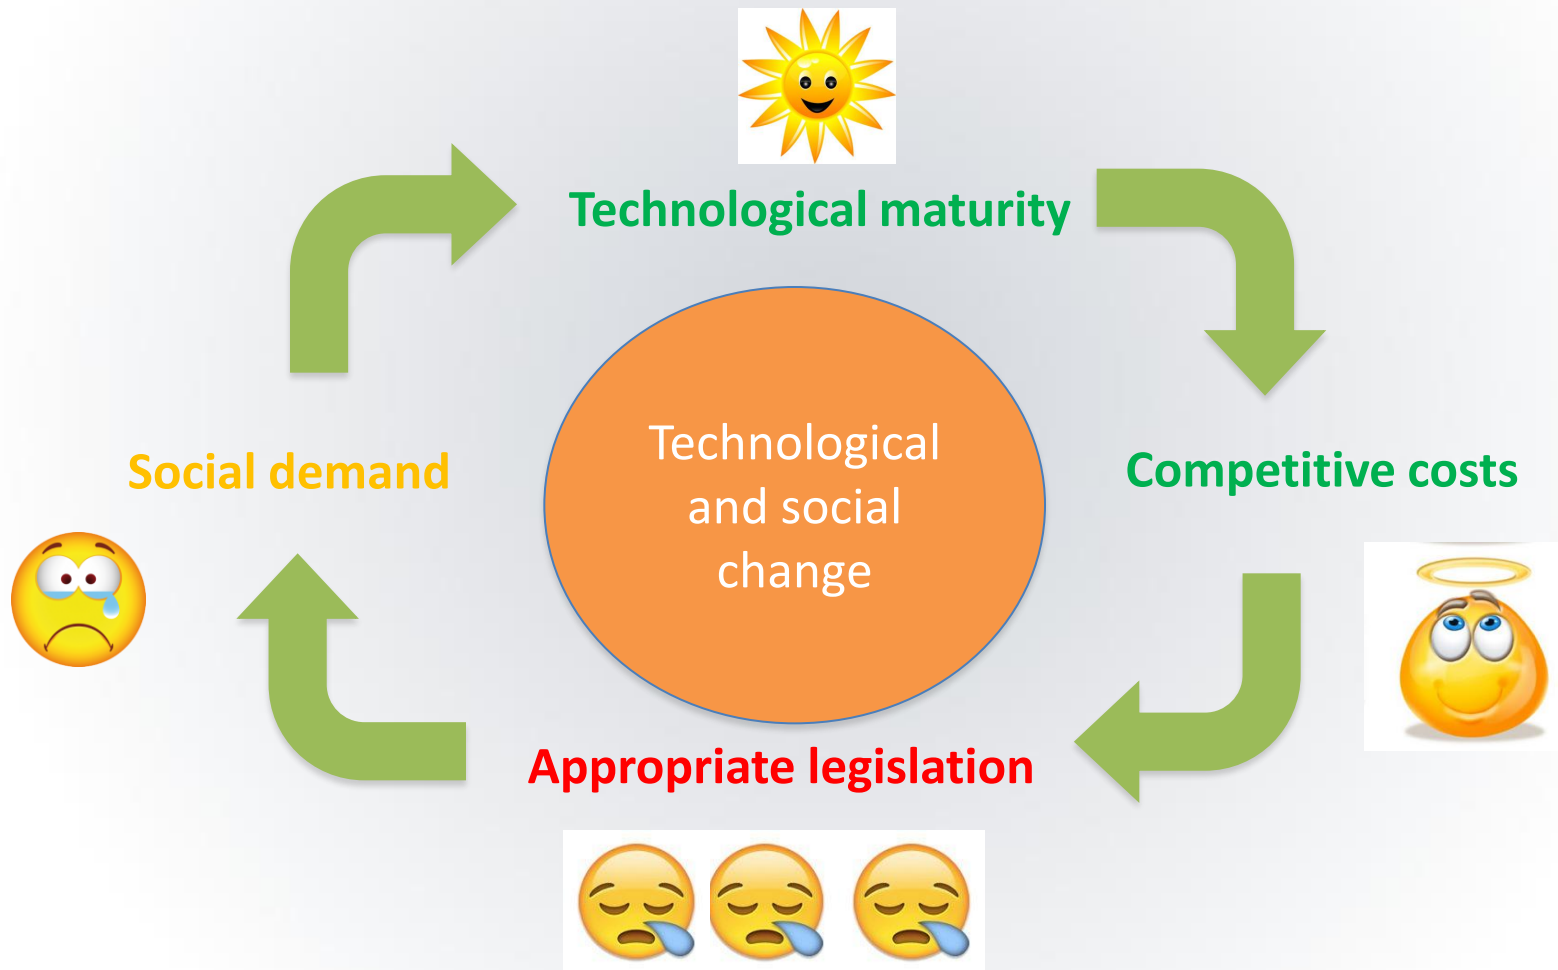 Technological maturity
Social demand
Technological
and social
change
Competitive costs
Appropriate legislation